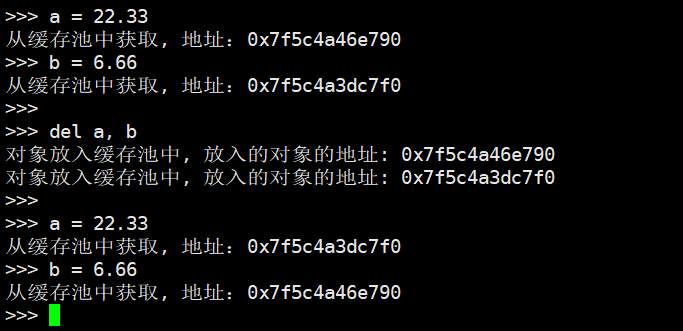 >>> a = 22.33
从缓存池中获取, 地址: 0x7f5c4a46e790
>>> b = 6.66
从缓存池中获取, 地址: 0x7f5c4a3dc7f0
>>>
>>> del a, b
对象放入缓存池中, 放入的对象的地址: 0x7f5c4a46e790
对象放入缓存池中, 放入的对象的地址: 0x7f5c4a3dc7f0
>>>
>>> a = 22.33
从缓存池中获取, 地址: 0x7f5c4a3dc7f0
>>> b = 6.66
从缓存池中获取, 地址: 0x7f5c4a46e790
>>>